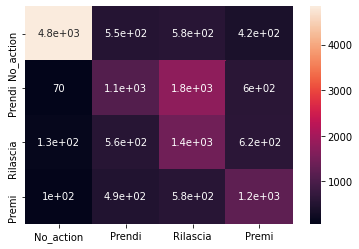 4.8e+03 5.5e+02 5.8e+02 4.2e+02
70 1.1e+03 1.8e+03 6e+02
1.3e+02 5.6e+02 1.4e+03 6.2e+02
1e+02 4.9e+02 5.8e+02 1.2e+03
No_action
Prendi
Rilascia
Premi
No_action Prendi Rilascia Premi
4000
3000
2000
1000